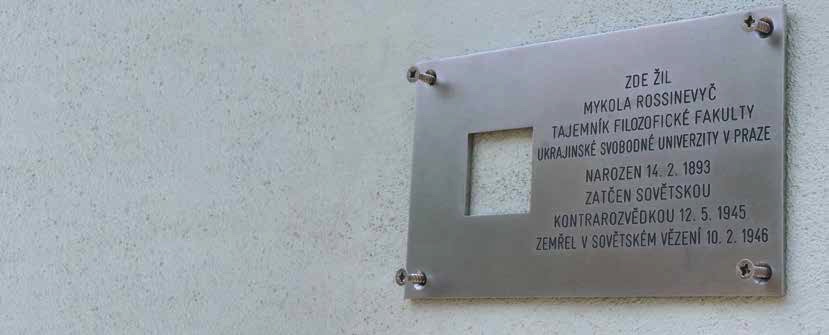 ZDE ŽIL
MYKOLA ROSSINEVYČ
TAJEMNÍK FILOZOFICKÉ FAKULTY
UKRAJINSKÉ SVOBODNÉ UNIVERZITY V PRAZE
NAROZEN 14. 2. 1893
ZATČEN SOVĚTSKOU
KONTRAROZVĚDKOU 12. 5. 1945
ZEMŘEL V SOVĚTSKÉM VĚZENÍ 10. 2. 1946